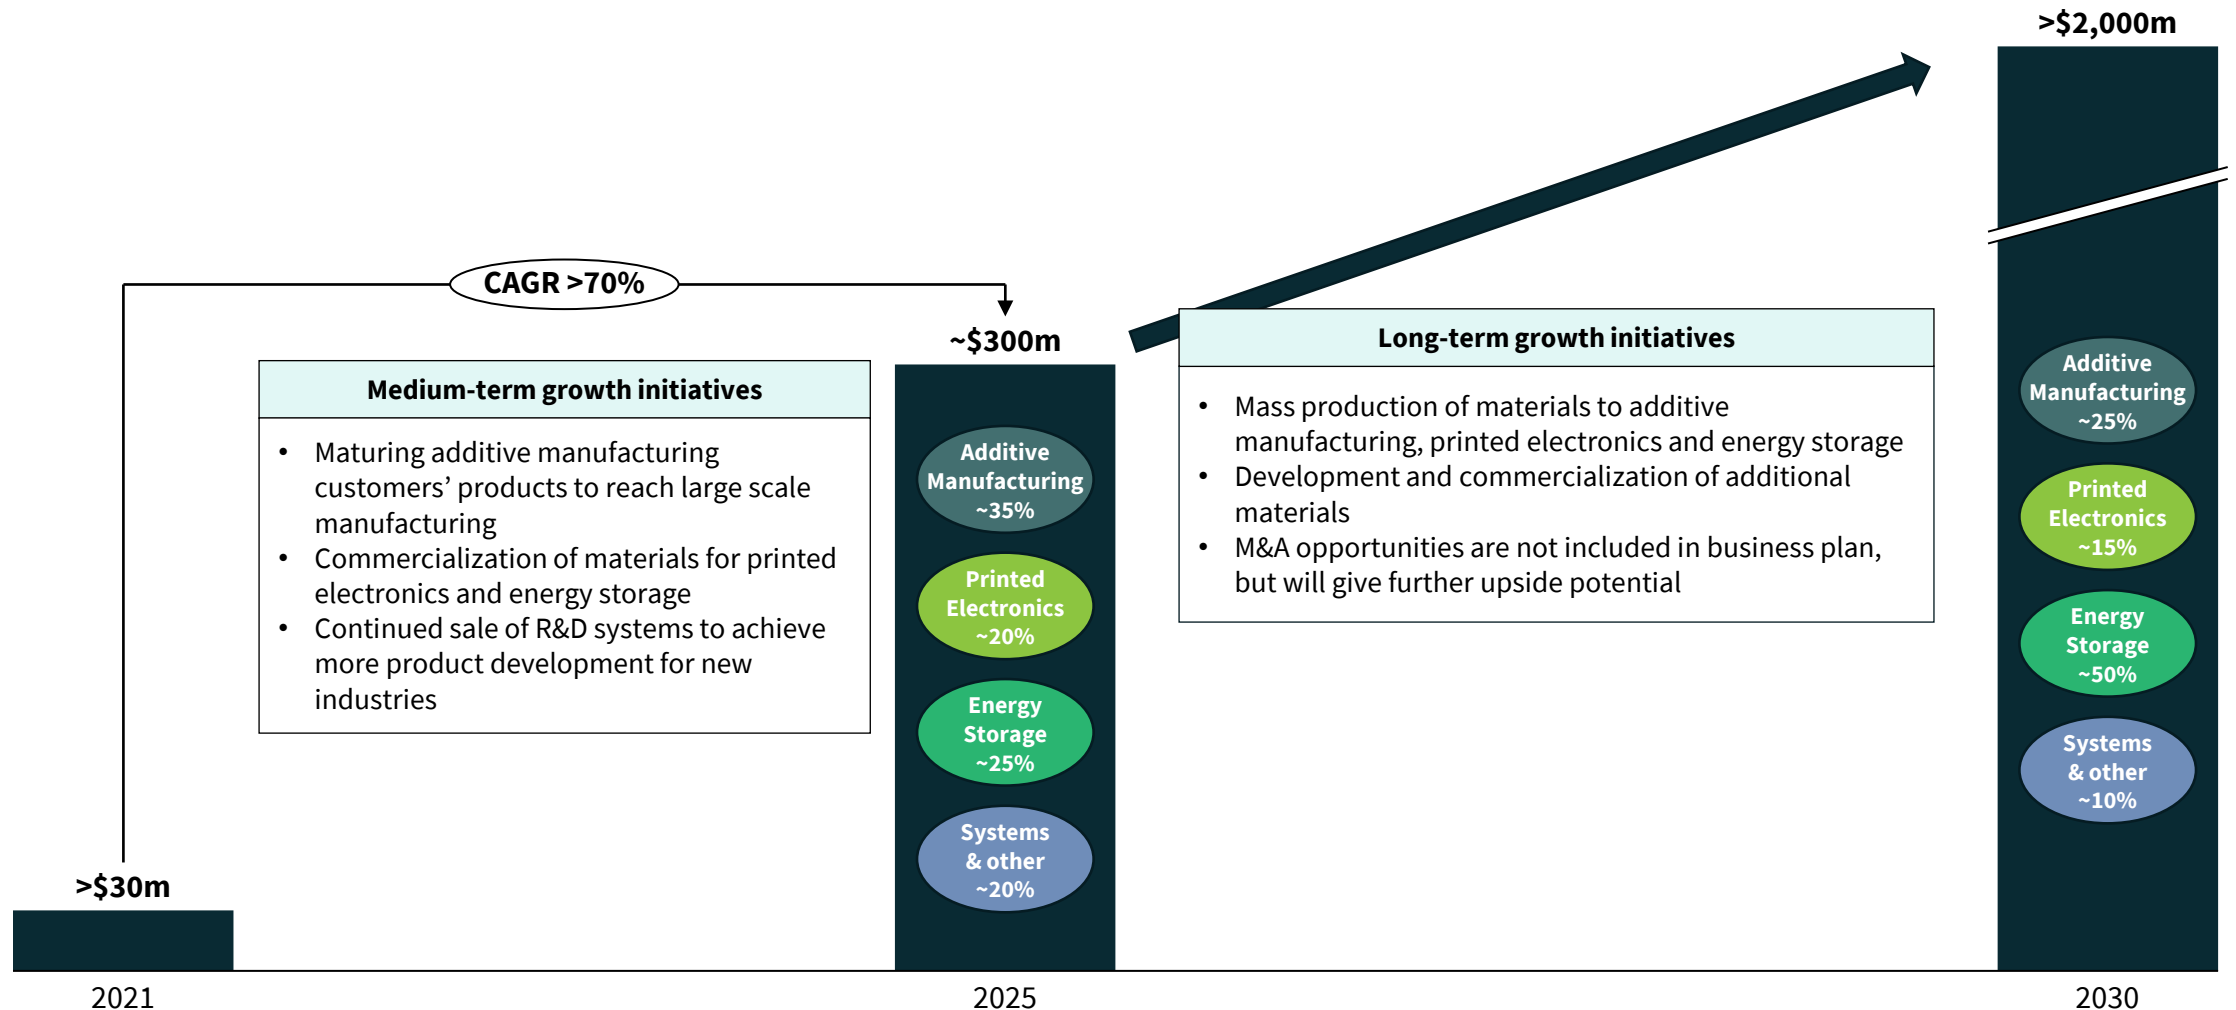 >$2,000m
CAGR >70%
~$300m
Medium-term growth initiatives
• Maturing additive manufacturing
customers’ products to reach large scale
manufacturing
• Commercialization of materials for printed
electronics and energy storage
• Continued sale of R&D systems to achieve
more product development for new
industries
>$30m
Additive
Manufacturing
~35%
Printed
Electronics
~20%
Energy
Storage
~25%
Systems
& other
~20%
Long-term growth initiatives
• Mass production of materials to additive
manufacturing, printed electronics and energy storage
• Development and commercialization of additional
materials
• M&A opportunities are not included in business plan,
but will give further upside potential
Additive
Manufacturing
~25%
Printed
Electronics
~15%
Energy
Storage
~50%
Systems
& other
~10%
2021
2025
2030